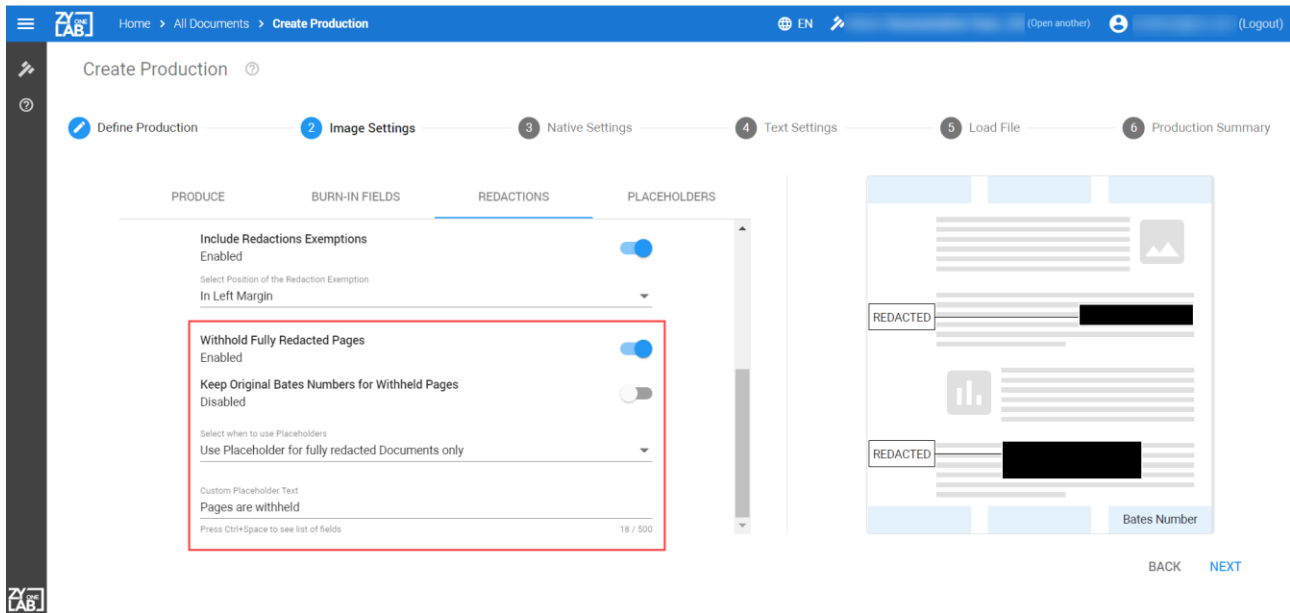 ZY ONE LAB Home > All Documents > Create Production EN (Open another) (Logout)
Create Production
Define Production 2 Image Settings 3 Native Settings 4 Text Settings 5 Load File 6 Production Summary
PRODUCE BURN-IN FIELDS REDACTIONS PLACEHOLDERS
Include Redactions Exemptions
Enabled
Select Position of the Redaction Exemption
In Left Margin
REDACTED
Withhold Fully Redacted Pages
Enabled
Keep Original Bates Numbers for Withheld Pages
Disabled
Select when to use Placeholders
Use Placeholder for fully redacted Documents only
REDACTED
Custom Placeholder Text
Pages are withheld
Press Ctrl+Space to see list of fields 18 / 500
Bates Number
BACK NEXT
ZY ONE LAB